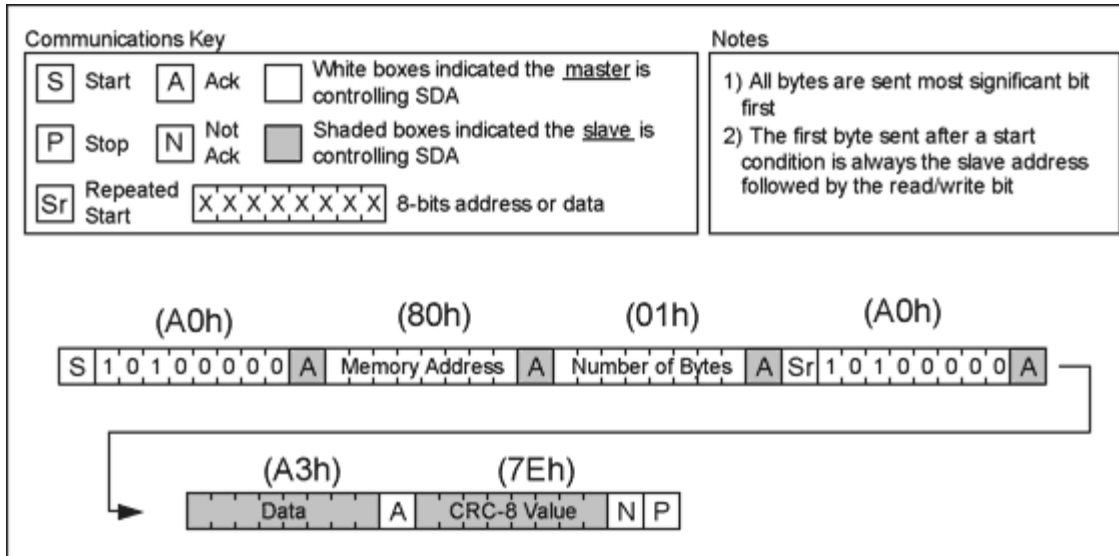 Communications Key
S Start A Ack White boxes indicated the master is
controlling SDA
P Stop N Not
Ack Shaded boxes indicated the slave is
controlling SDA
Sr Repeated
Start X X X X X X X X 8-bits address or data
Notes
1) All bytes are sent most significant bit
first
2) The first byte sent after a start
condition is always the slave address
followed by the read/write bit
(A0h) (80h) (01h) (A0h)
S 1 0 1 0 0 0 0 0 A Memory Address A Number of Bytes A Sr 1 0 1 0 0 0 0 0 A
(A3h) (7Eh)
Data A CRC-8 Value N P